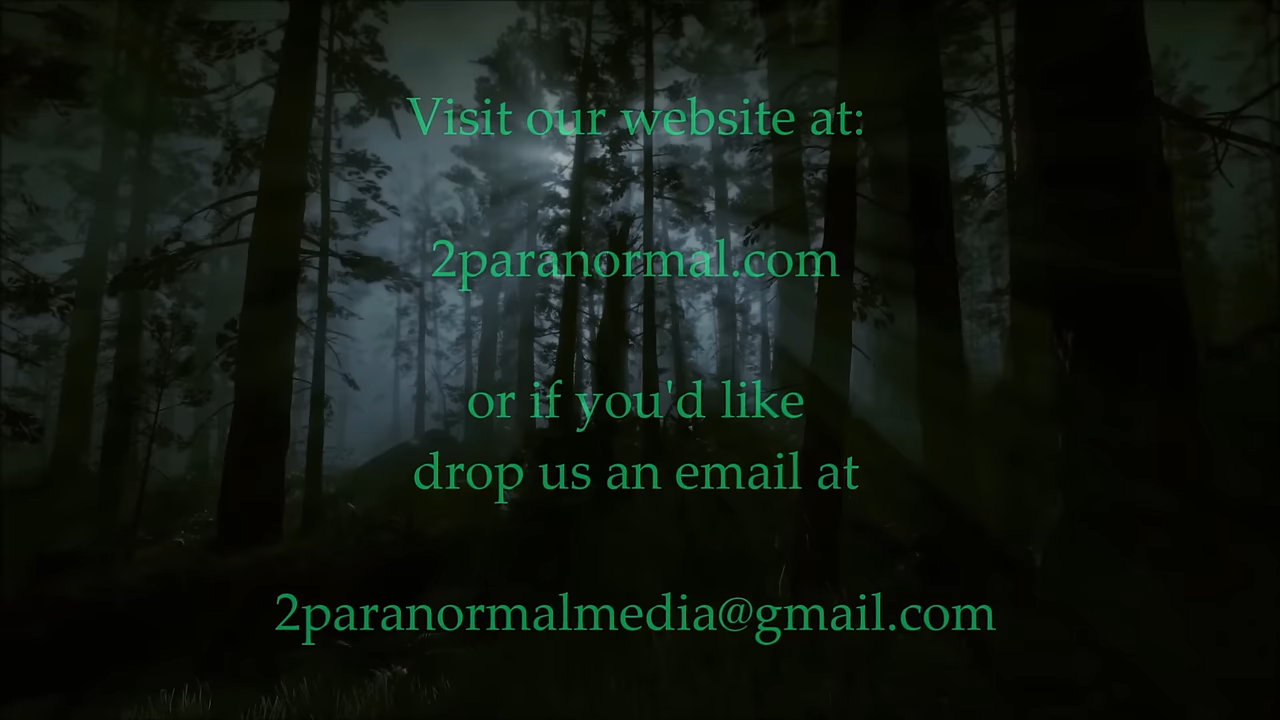 Visit our website at:
2paranormal.com
or if you'd like
drop us an email at
2paranormalmedia@gmail.com